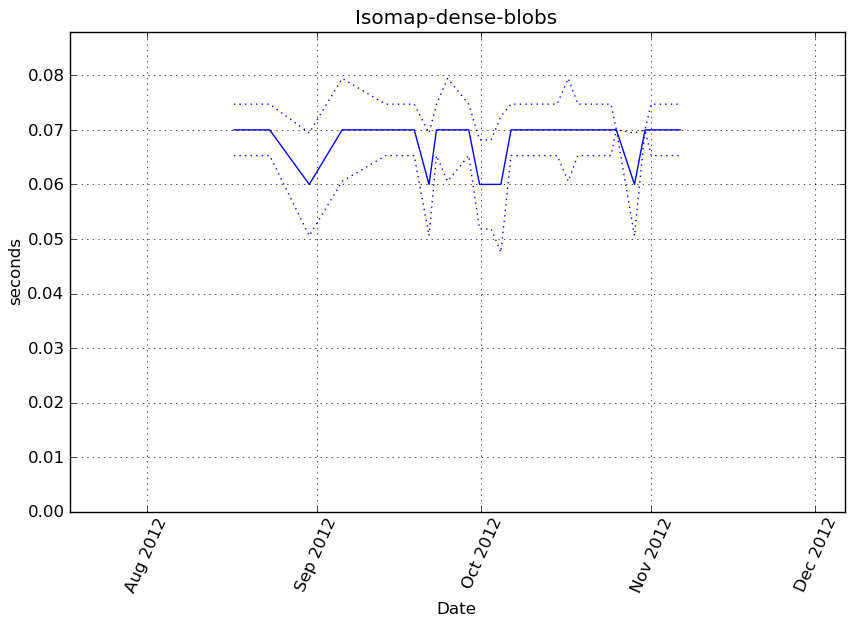 Isomap-dense-blobs
0.08
0.07
0.06
0.05
0.04
0.03
0.02
0.01
0.00
seconds
Aug 2012
Sep 2012
Oct 2012
Nov 2012
Dec 2012
Date